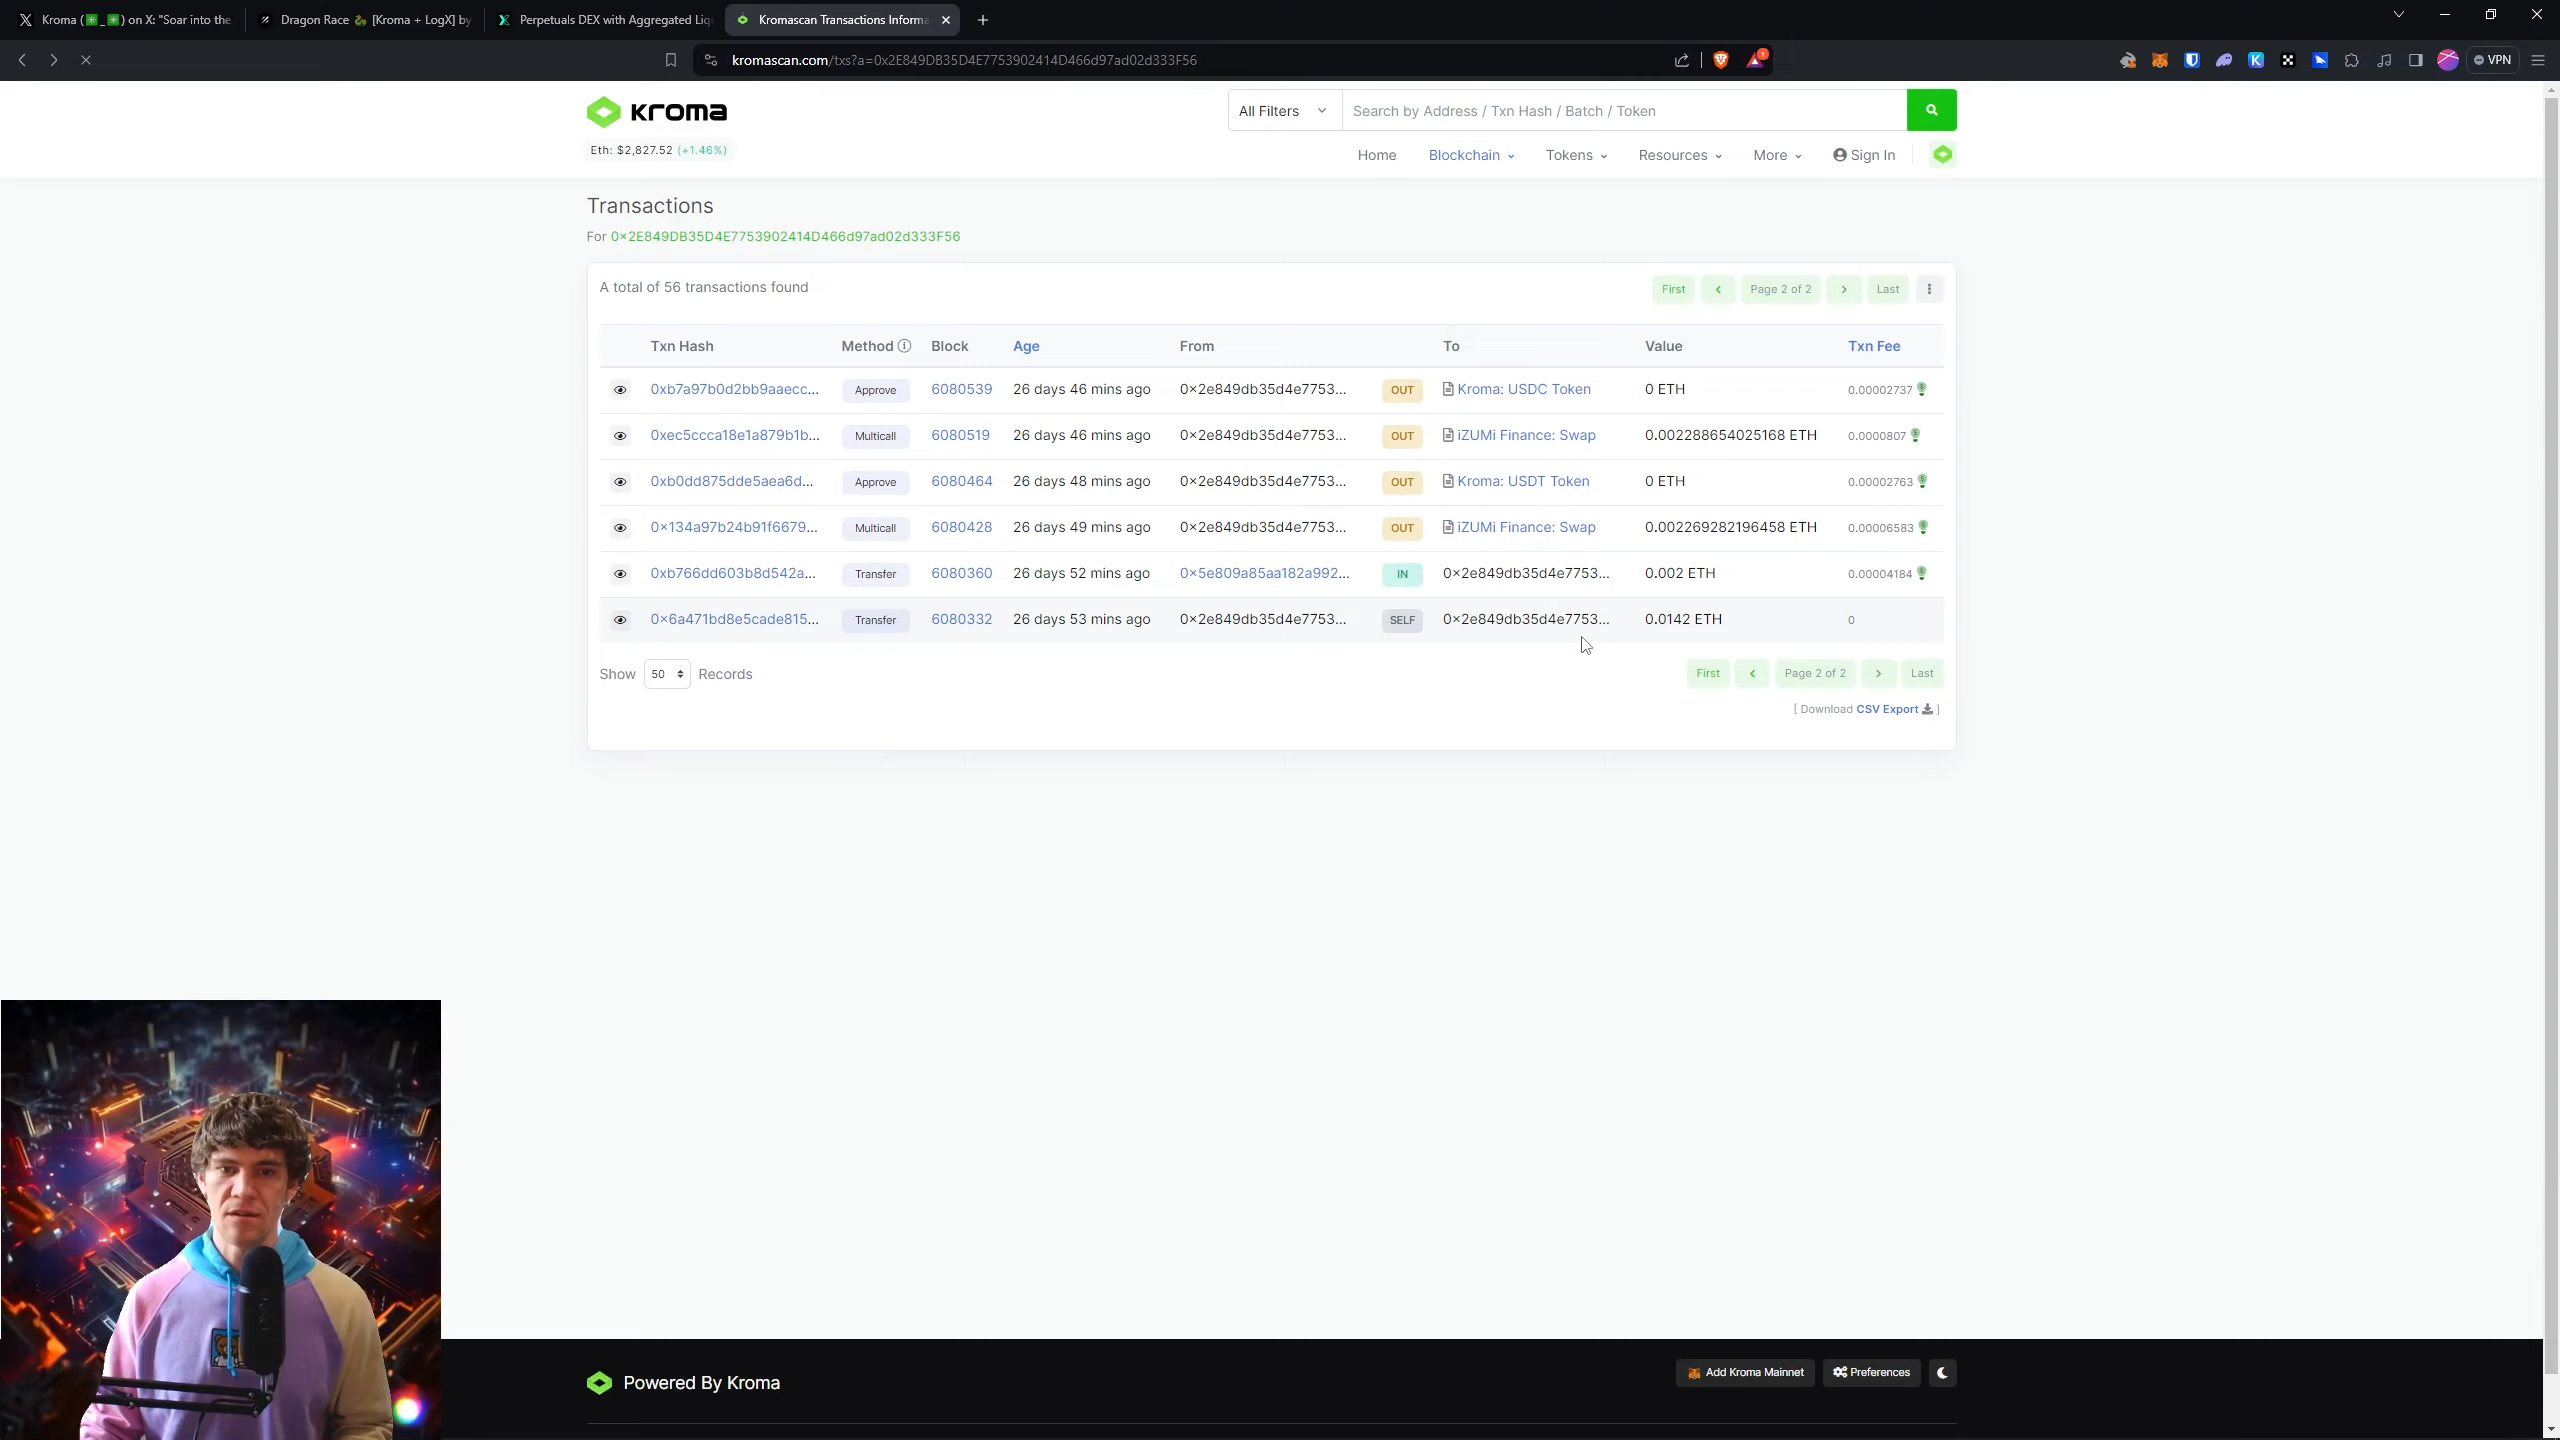 Kroma (✳️_✳️) on X: "Soar into the
Dragon Race 🐉 [Kroma + LogX] by
Perpetuals DEX with Aggregated Liq
Kromascan Transactions Informa
kromascan.com/txs?a=0x2E849DB35D4E7753902414D466d97ad02d333F56
1
VPN
kroma
All Filters
Search by Address / Txn Hash / Batch / Token
Eth: $2,827.52 (+1.46%)
Home
Blockchain
Tokens
Resources
More
Sign In
Transactions
For 0x2E849DB35D4E7753902414D466d97ad02d333F56
A total of 56 transactions found
First
Page 2 of 2
Last
Txn Hash Method Block Age From To Value Txn Fee
0xb7a97b0d2bb9aaecc... Approve 6080539 26 days 46 mins ago 0x2e849db35d4e7753... OUT Kroma: USDC Token 0 ETH 0.00002737
0xec5ccca18e1a879b1b... Multicall 6080519 26 days 46 mins ago 0x2e849db35d4e7753... OUT iZUMi Finance: Swap 0.002288654025168 ETH 0.0000807
0xb0dd875dde5aea6d... Approve 6080464 26 days 48 mins ago 0x2e849db35d4e7753... OUT Kroma: USDT Token 0 ETH 0.00002763
0x134a97b24b91f6679... Multicall 6080428 26 days 49 mins ago 0x2e849db35d4e7753... OUT iZUMi Finance: Swap 0.002269282196458 ETH 0.00006583
0xb766dd603b8d542a... Transfer 6080360 26 days 52 mins ago 0x5e809a85aa182a992... IN 0x2e849db35d4e7753... 0.002 ETH 0.00004184
0x6a471bd8e5cade815... Transfer 6080332 26 days 53 mins ago 0x2e849db35d4e7753... SELF 0x2e849db35d4e7753... 0.0142 ETH 0
Show 50 Records
First
Page 2 of 2
Last
[ Download CSV Export ]
Powered By Kroma
Add Kroma Mainnet
Preferences